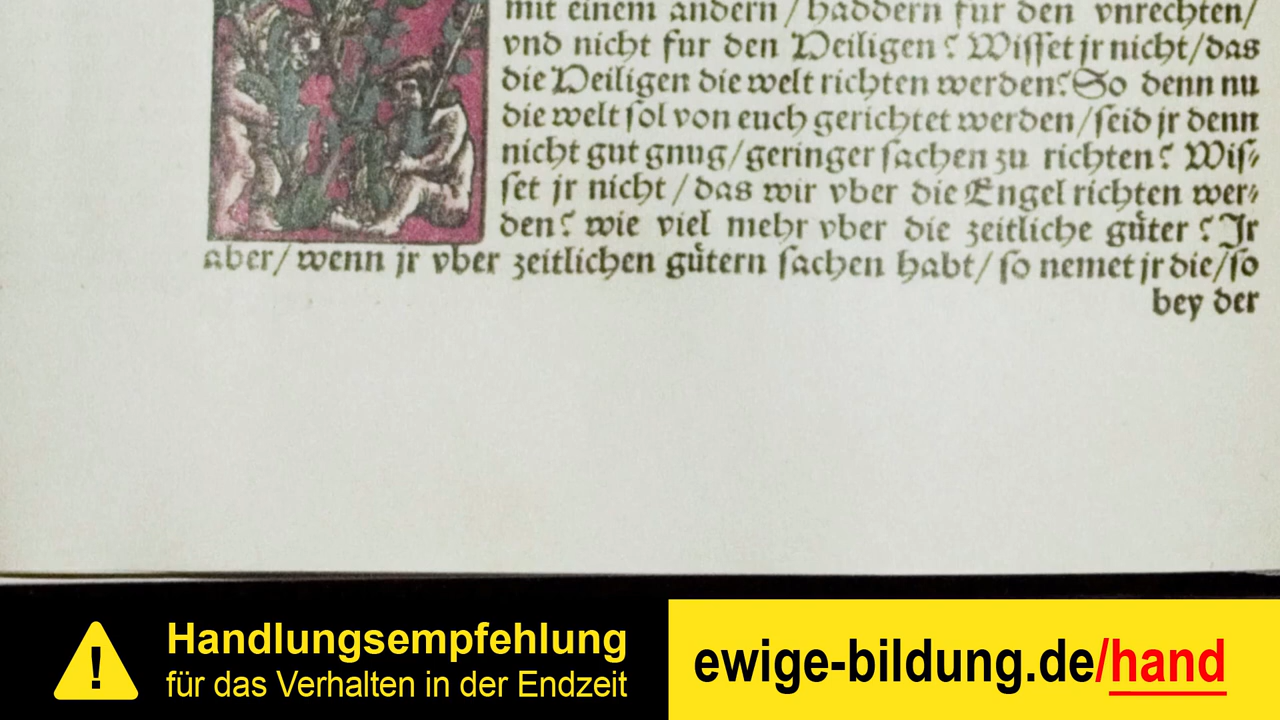 mit einem andern / haddern fur den vnrechten/
vnd nicht fur den Heiligen? Wisset jr nicht/das
die Heiligen die welt richten werden? So denn nu
die welt sol von euch gerichtet werden/seid jr denn
nicht gut gnug/geringer sachen zu richten? Wis-
set jr nicht/das wir vber die Engel richten wer-
den? wie viel mehr vber die zeitliche guͤter? Jr
aber/wenn jr vber zeitlichen guͤtern sachen habt/so nemet jr die/so
bey der
Handlungsempfehlung
für das Verhalten in der Endzeit
ewige-bildung.de/hand